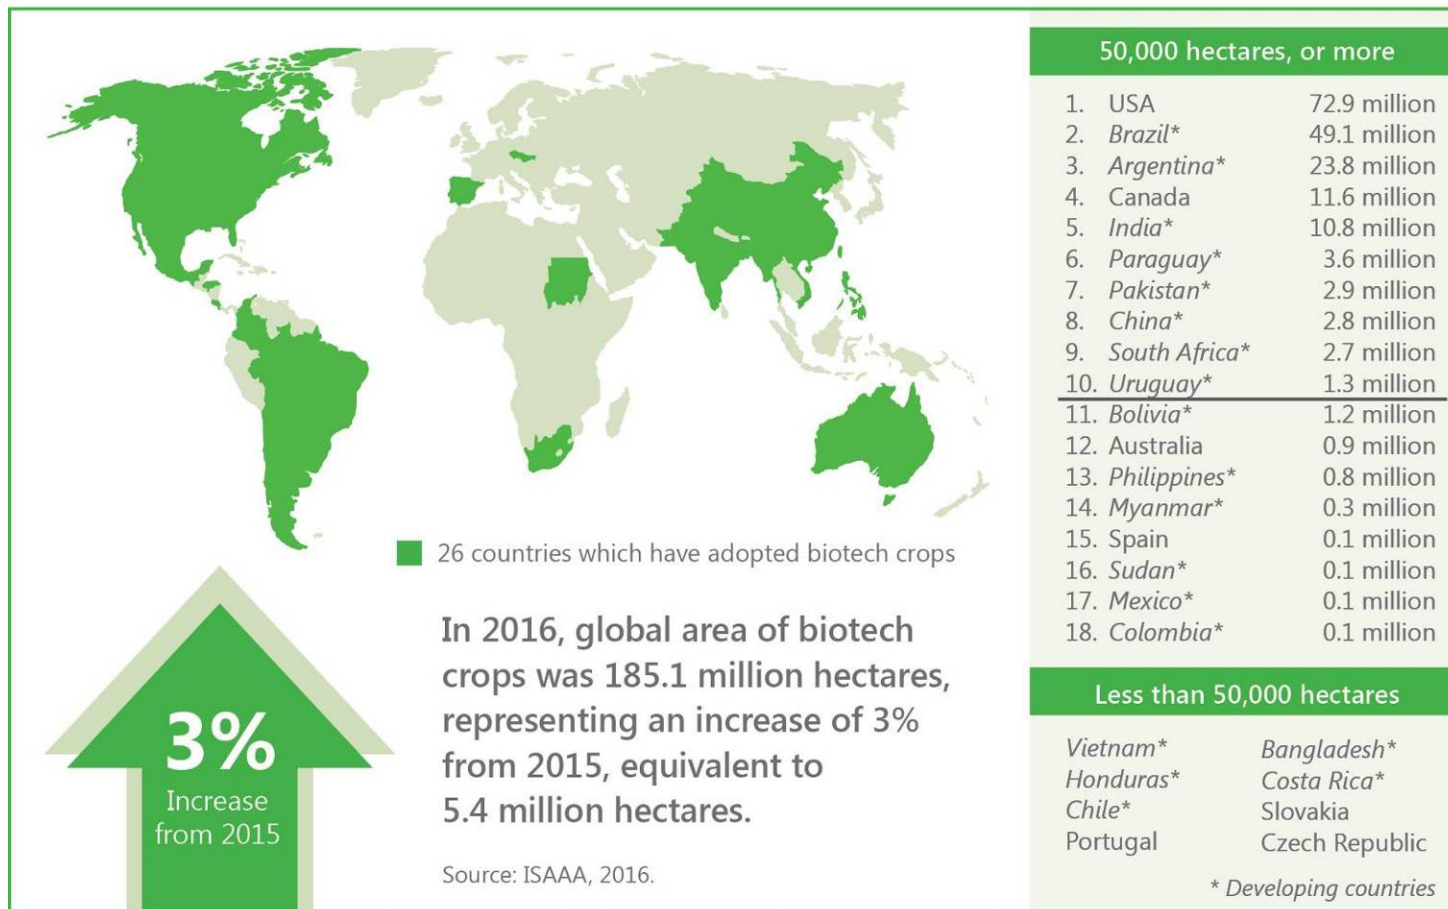 50,000 hectares, or more
1. USA 72.9 million
2. Brazil* 49.1 million
3. Argentina* 23.8 million
4. Canada 11.6 million
5. India* 10.8 million
6. Paraguay* 3.6 million
7. Pakistan* 2.9 million
8. China* 2.8 million
9. South Africa* 2.7 million
10. Uruguay* 1.3 million
11. Bolivia* 1.2 million
12. Australia 0.9 million
13. Philippines* 0.8 million
14. Myanmar* 0.3 million
15. Spain 0.1 million
16. Sudan* 0.1 million
17. Mexico* 0.1 million
18. Colombia* 0.1 million
Less than 50,000 hectares
Vietnam* Bangladesh*
Honduras* Costa Rica*
Chile* Slovakia
Portugal Czech Republic
* Developing countries
26 countries which have adopted biotech crops
In 2016, global area of biotech
crops was 185.1 million hectares,
representing an increase of 3%
from 2015, equivalent to
5.4 million hectares.
Source: ISAAA, 2016.
3%
Increase
from 2015